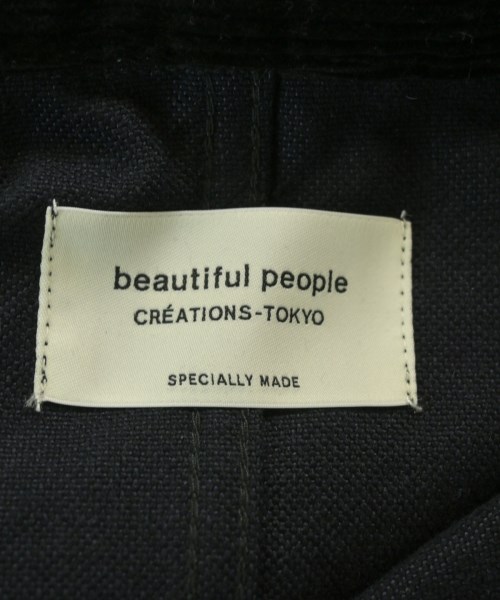 beautiful people
CRÉATIONS-TOKYO
SPECIALLY MADE